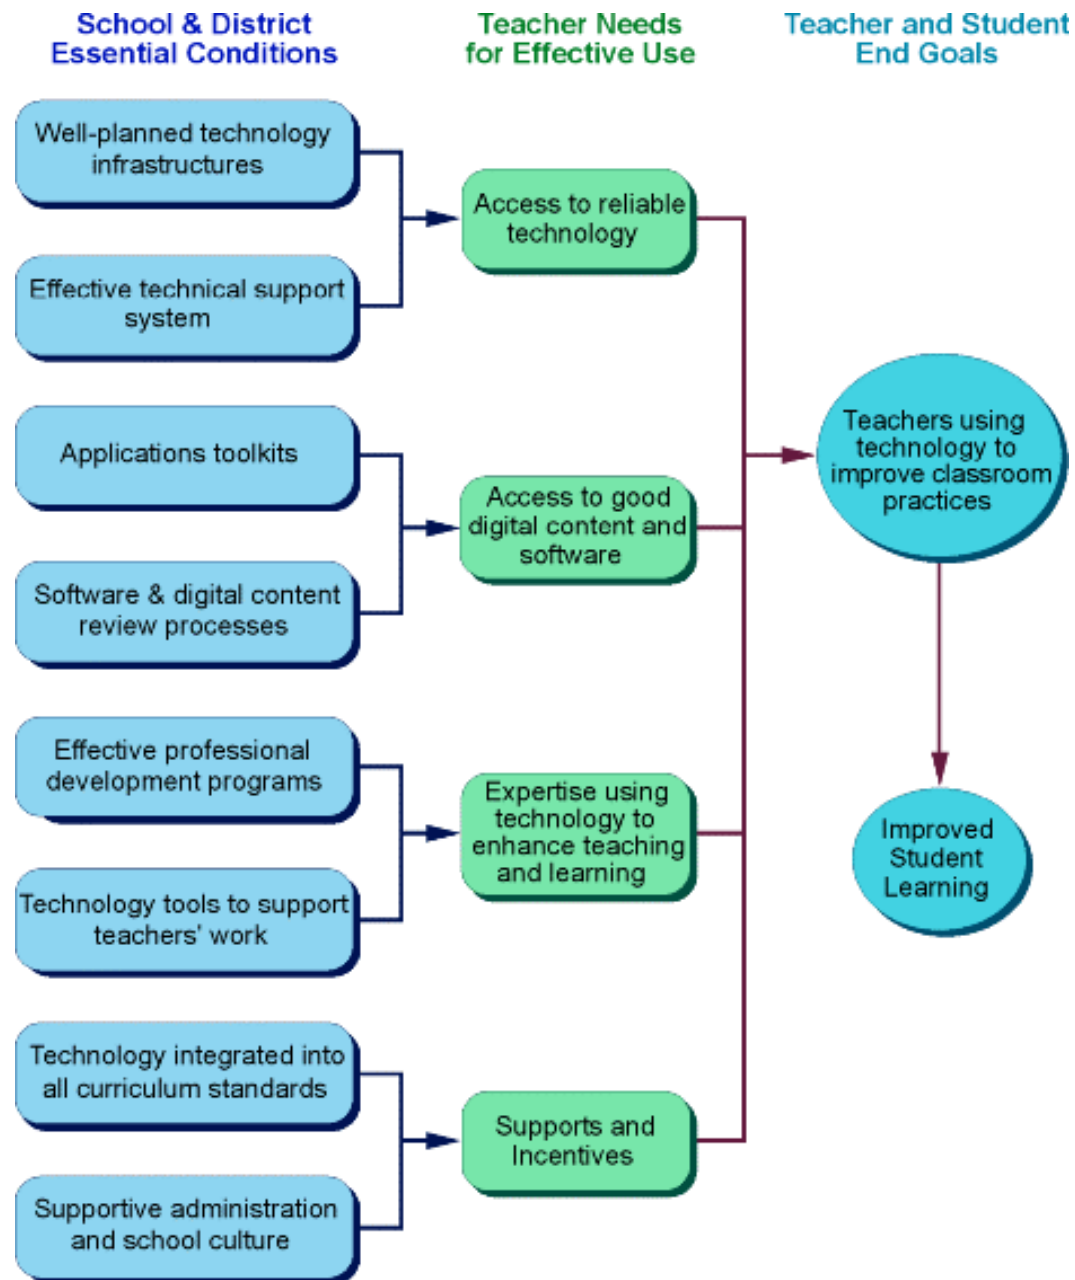 School & District
Essential Conditions
Teacher Needs
for Effective Use
Teacher and Student
End Goals
Well-planned technology
infrastructures
Effective technical support
system
Access to reliable
technology
Applications toolkits
Software & digital content
review processes
Access to good
digital content and
software
Teachers using
technology to
improve classroom
practices
Effective professional
development programs
Technology tools to support
teachers' work
Expertise using
technology to
enhance teaching
and learning
Improved
Student
Learning
Technology integrated into
all curriculum standards
Supportive administration
and school culture
Supports and
Incentives